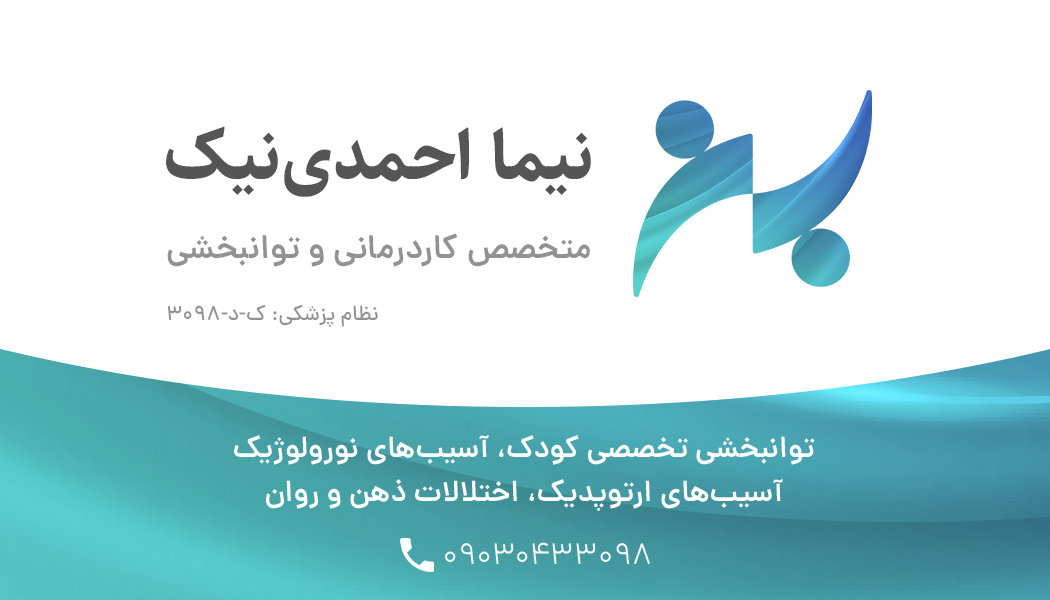 نیما احمدی‌نیک
متخصص کاردرمانی و توانبخشی
نظام پزشکی: ک-د-۳۰۹۸
توانبخشی تخصصی کودک، آسیب‌های نورولوژیک
آسیب‌های ارتوپدیک، اختلالات ذهن و روان
۰۹۰۳۰۴۳۳۰۹۸